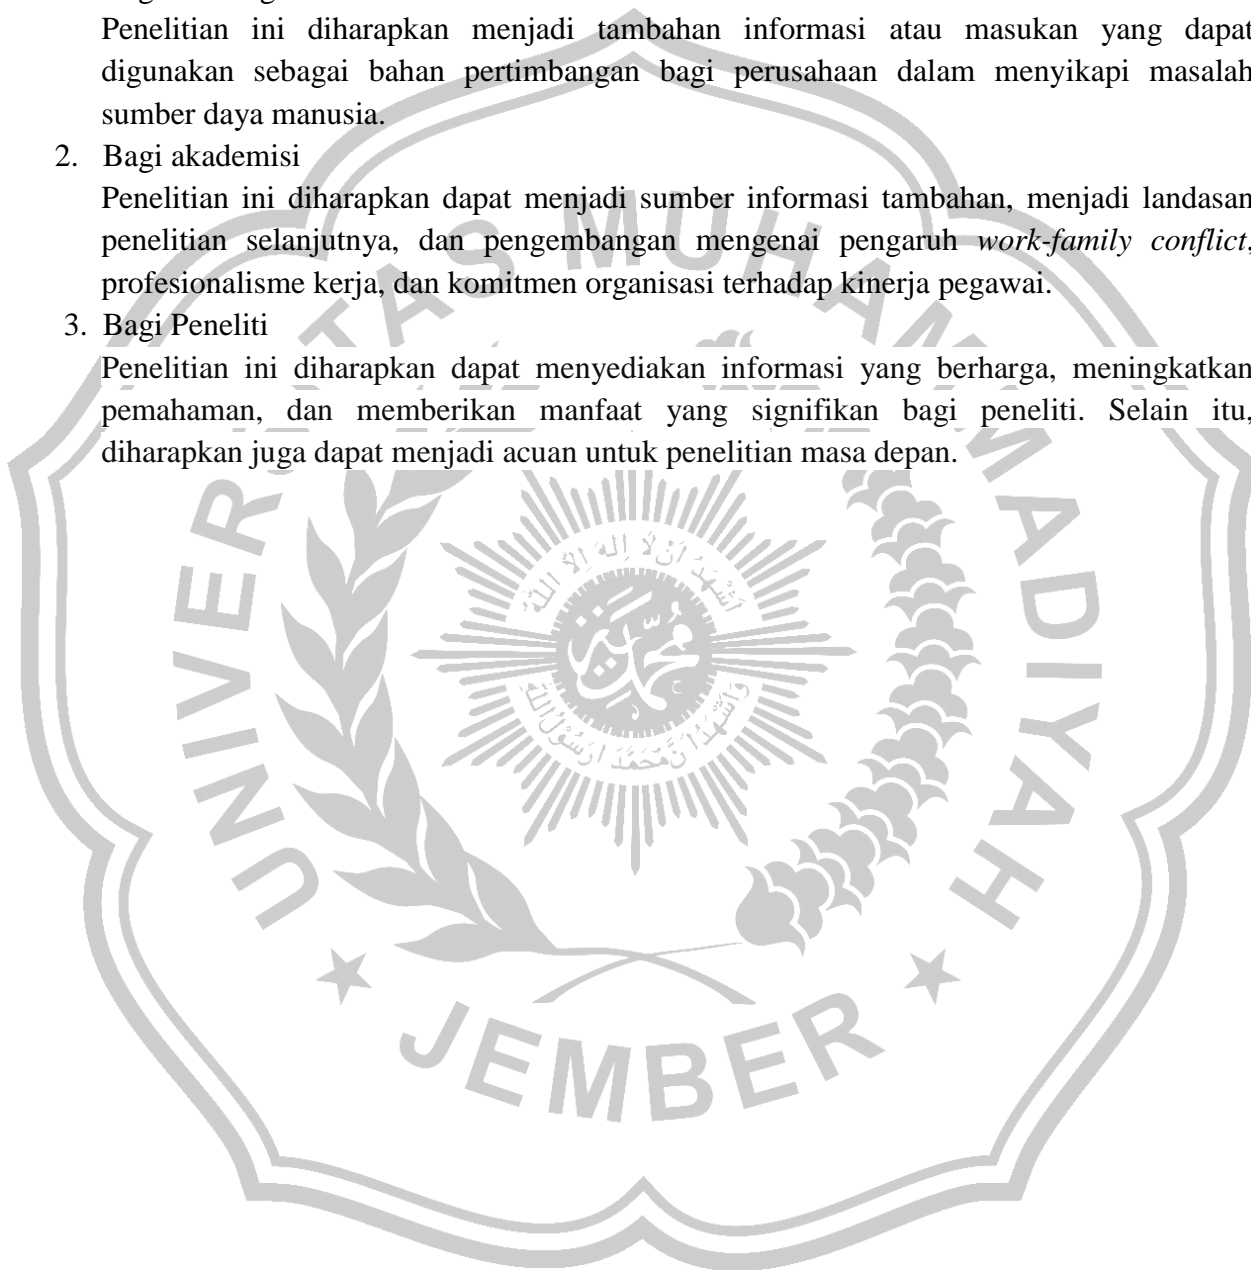 Penelitian ini diharapkan menjadi tambahan informasi atau masukan yang dapat
digunakan sebagai bahan pertimbangan bagi perusahaan dalam menyikapi masalah
sumber daya manusia.
2. Bagi akademisi
Penelitian ini diharapkan dapat menjadi sumber informasi tambahan, menjadi landasan
penelitian selanjutnya, dan pengembangan mengenai pengaruh work-family conflict,
profesionalisme kerja, dan komitmen organisasi terhadap kinerja pegawai.
3. Bagi Peneliti
Penelitian ini diharapkan dapat menyediakan informasi yang berharga, meningkatkan
pemahaman, dan memberikan manfaat yang signifikan bagi peneliti. Selain itu,
diharapkan juga dapat menjadi acuan untuk penelitian masa depan.
UNIVERSITAS MUHAMMADIYAH
JEMBER